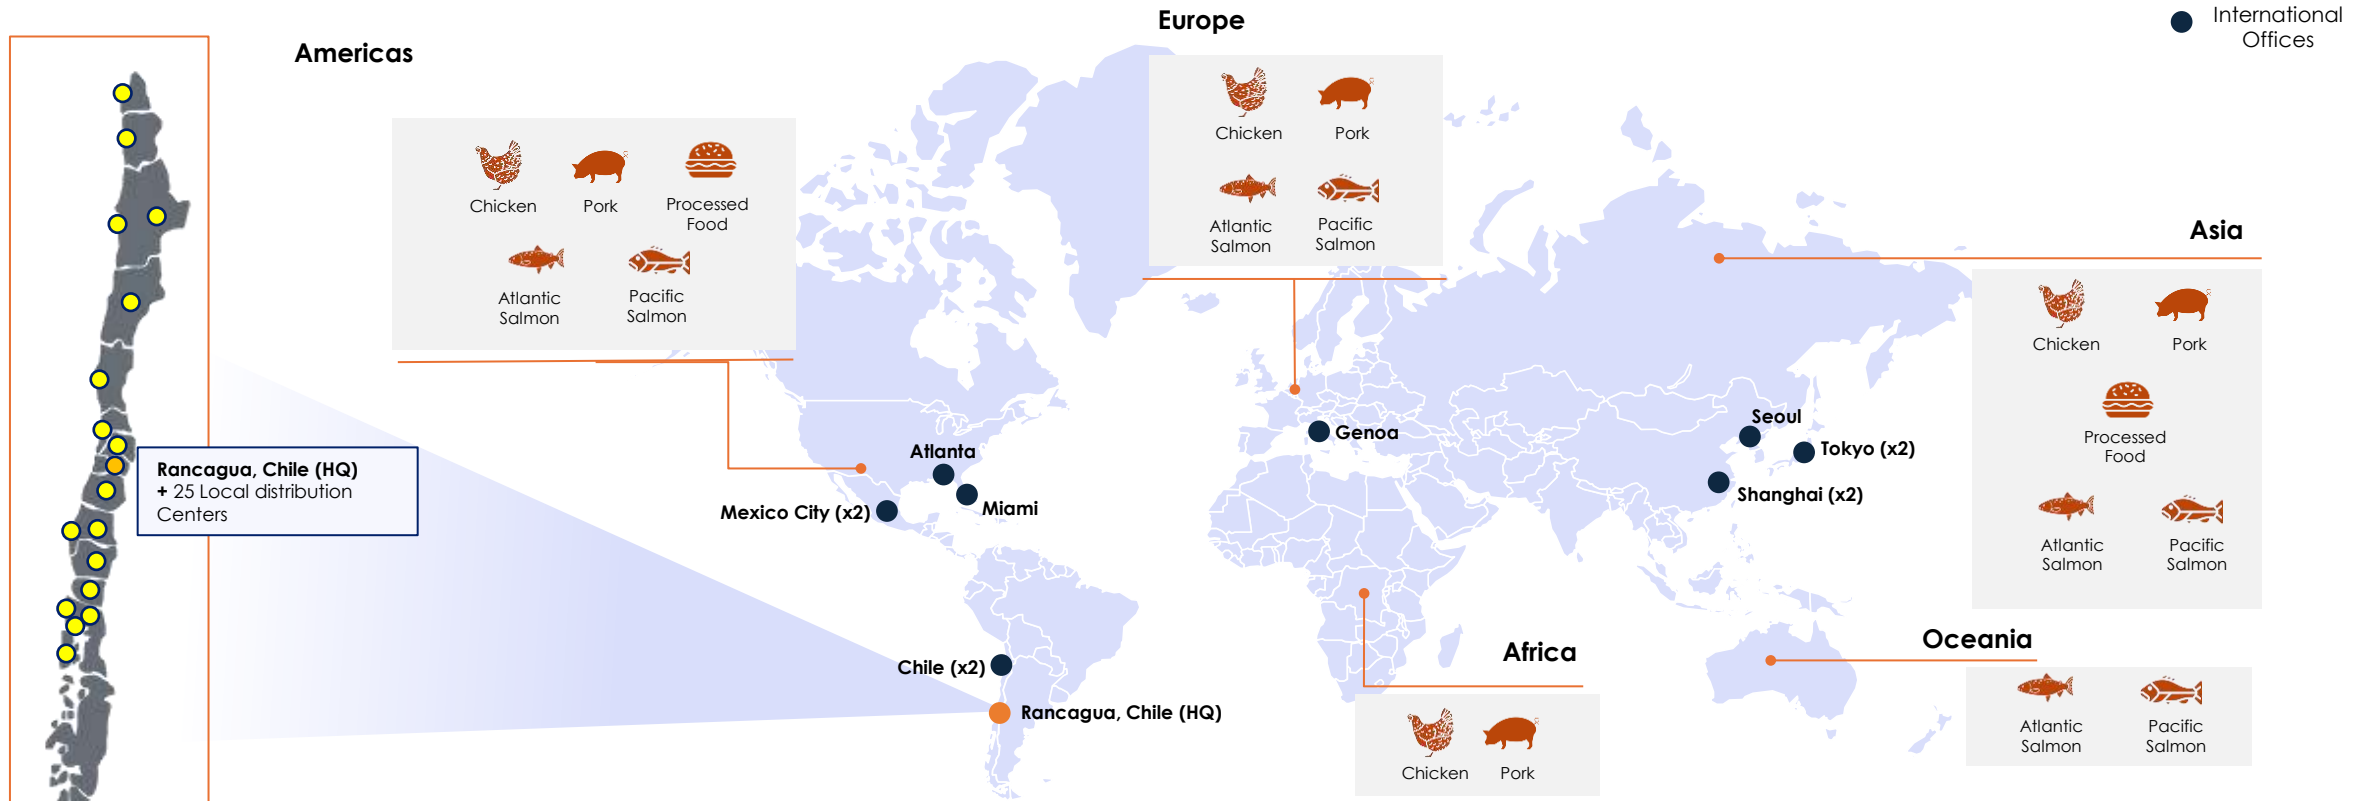 Europe
International
Offices
Americas
Chicken
Pork
Atlantic
Salmon
Pacific
Salmon
Chicken
Pork
Processed
Food
Atlantic
Salmon
Pacific
Salmon
Asia
Chicken
Pork
Processed
Food
Atlantic
Salmon
Pacific
Salmon
Rancagua, Chile (HQ)
+ 25 Local distribution
Centers
Atlanta
Miami
Mexico City (x2)
Genoa
Seoul
Tokyo (x2)
Shanghai (x2)
Chile (x2)
Rancagua, Chile (HQ)
Africa
Chicken
Pork
Oceania
Atlantic
Salmon
Pacific
Salmon